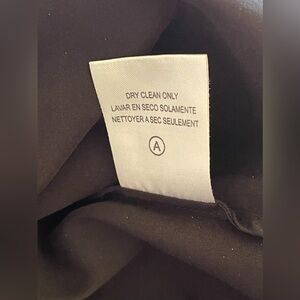 DRY CLEAN ONLY
LAVAR EN SECO SOLAMENTE
NETTOYER A SEC SEULEMENT
A